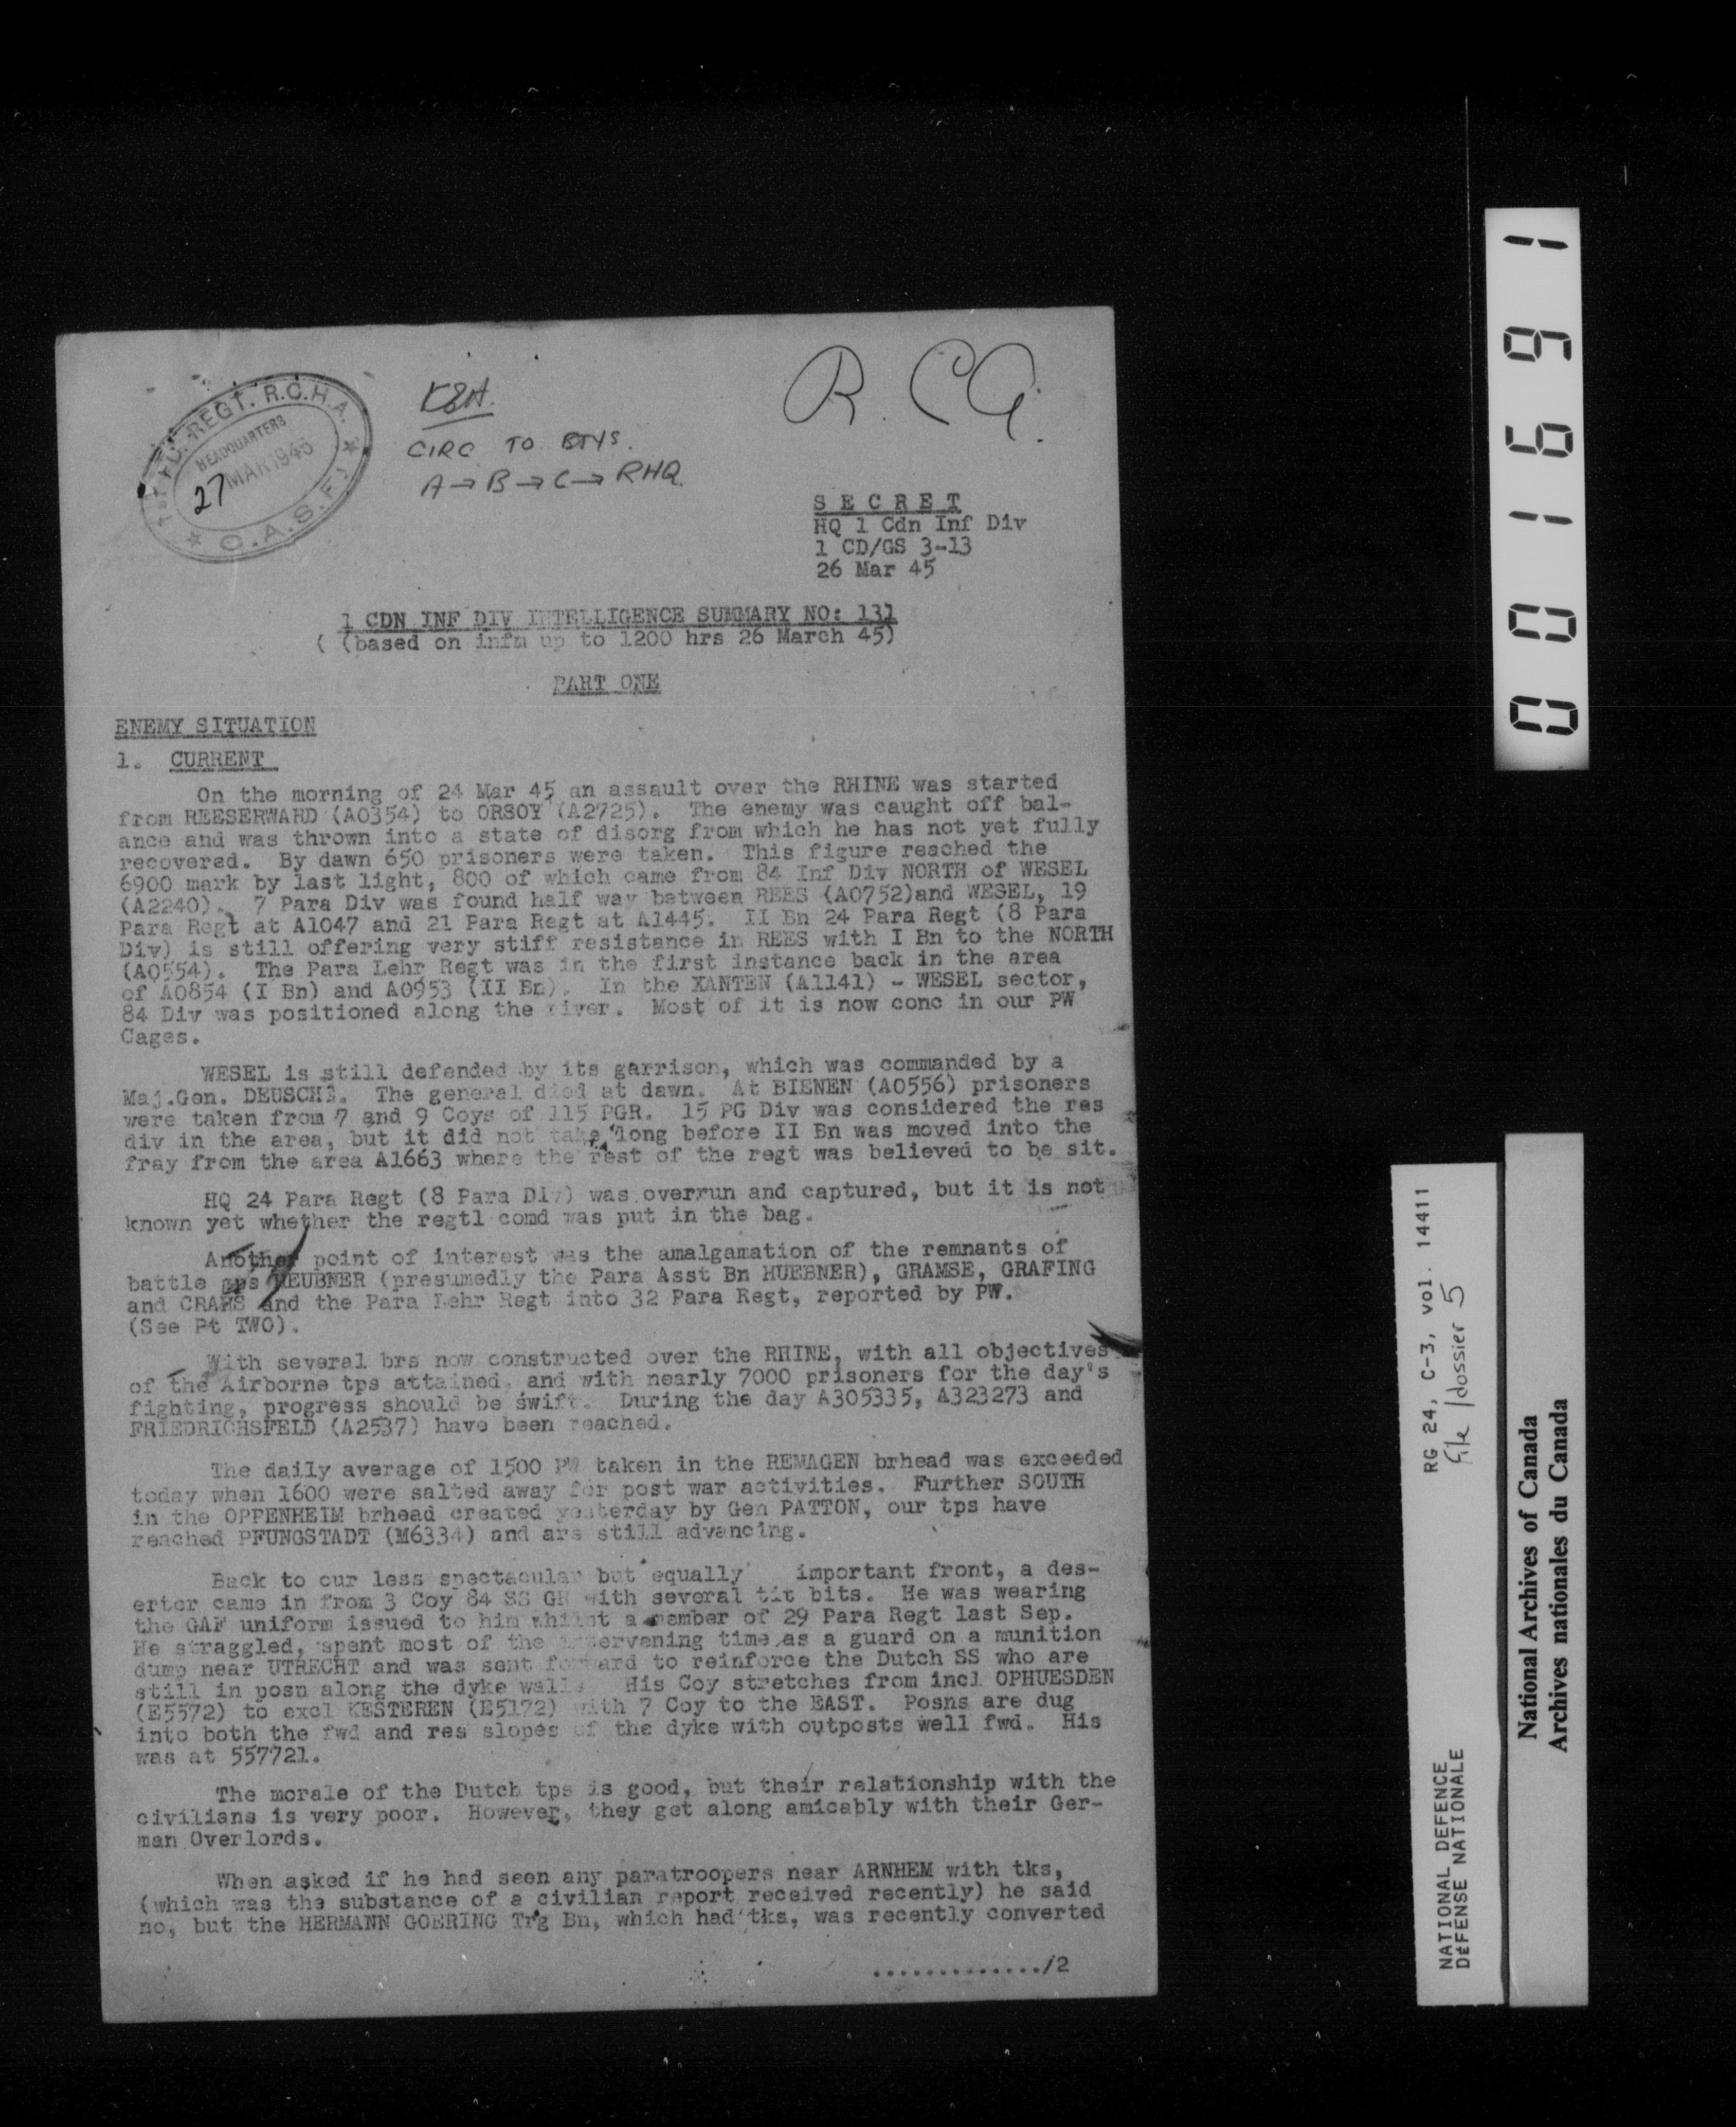 1st FD. REGT. R.C.H.A.
HEADQUARTERS
27 MAR 1945
C.A.S.F.
CIRC TO BTYS.
A → B → C → RHQ.
R. C A.
SECRET
HQ 1 Cdn Inf Div
1 CD/GS 3-13
26 Mar 45
1 CDN INF DIV INTELLIGENCE SUMMARY NO: 131
( (based on infm up to 1200 hrs 26 March 45)
PART ONE
ENEMY SITUATION
1. CURRENT
On the morning of 24 Mar 45 an assault over the RHINE was started
from REESERWARD (A0354) to ORSOY (A2725). The enemy was caught off bal-
ance and was thrown into a state of disorg from which he has not yet fully
recovered. By dawn 650 prisoners were taken. This figure reached the
6900 mark by last light, 800 of which came from 84 Inf Div NORTH of WESEL
(A2240). 7 Para Div was found half way between REES (A0752)and WESEL, 19
Para Regt at A1047 and 21 Para Regt at A1445. II Bn 24 Para Regt (8 Para
Div) is still offering very stiff resistance in REES with I Bn to the NORTH
(A0554). The Para Lehr Regt was in the first instance back in the area
of A0854 (I Bn) and A0953 (II Bn). In the XANTEN (A1141) - WESEL sector,
84 Div was positioned along the river. Most of it is now conc in our PW
Cages.
WESEL is still defended by its garrison, which was commanded by a
Maj.Gen. DEUSCHE. The general died at dawn. At BIENEN (A0556) prisoners
were taken from 7 and 9 Coys of 115 PGR. 15 PG Div was considered the res
div in the area, but it did not take long before II Bn was moved into the
fray from the area A1663 where the rest of the regt was believed to be sit.
HQ 24 Para Regt (8 Para Div) was overrun and captured, but it is not
known yet whether the regtl comd was put in the bag.
Another point of interest was the amalgamation of the remnants of
battle gps HEUBNER (presumedly the Para Asst Bn HUEBNER), GRAMSE, GRAFING
and CRAHS and the Para Lehr Regt into 32 Para Regt, reported by PW.
(See Pt TWO).
With several brs now constructed over the RHINE, with all objectives
of the Airborne tps attained, and with nearly 7000 prisoners for the day's
fighting, progress should be swift. During the day A305335, A323273 and
FRIEDRICHSFELD (A2537) have been reached.
The daily average of 1500 PW taken in the REMAGEN brhead was exceeded
today when 1600 were salted away for post war activities. Further SOUTH
in the OPPENHEIM brhead created yesterday by Gen PATTON, our tps have
reached PFUNGSTADT (M6334) and are still advancing.
Back to our less spectacular but equally important front, a des-
erter came in from 3 Coy 84 SS GR with several tit bits. He was wearing
the GAF uniform issued to him whilst a member of 29 Para Regt last Sep.
He straggled, spent most of the intervening time as a guard on a munition
dump near UTRECHT and was sent forward to reinforce the Dutch SS who are
still in posn along the dyke walls. His Coy stretches from incl OPHUESDEN
(E5572) to excl KESTEREN (E5172) with 7 Coy to the EAST. Posns are dug
into both the fwd and res slopes of the dyke with outposts well fwd. His
was at 557721.
The morale of the Dutch tps is good, but their relationship with the
civilians is very poor. However, they get along amicably with their Ger-
man Overlords.
When asked if he had seen any paratroopers near ARNHEM with tks,
(which was the substance of a civilian report received recently) he said
no, but the HERMANN GOERING Trg Bn, which had tks, was recently converted
............./2
001691
RG 24, C-3, vol. 14411
File/dossier 5
NATIONAL DEFENCE
DéFENSE NATIONALE
National Archives of Canada
Archives nationales du Canada